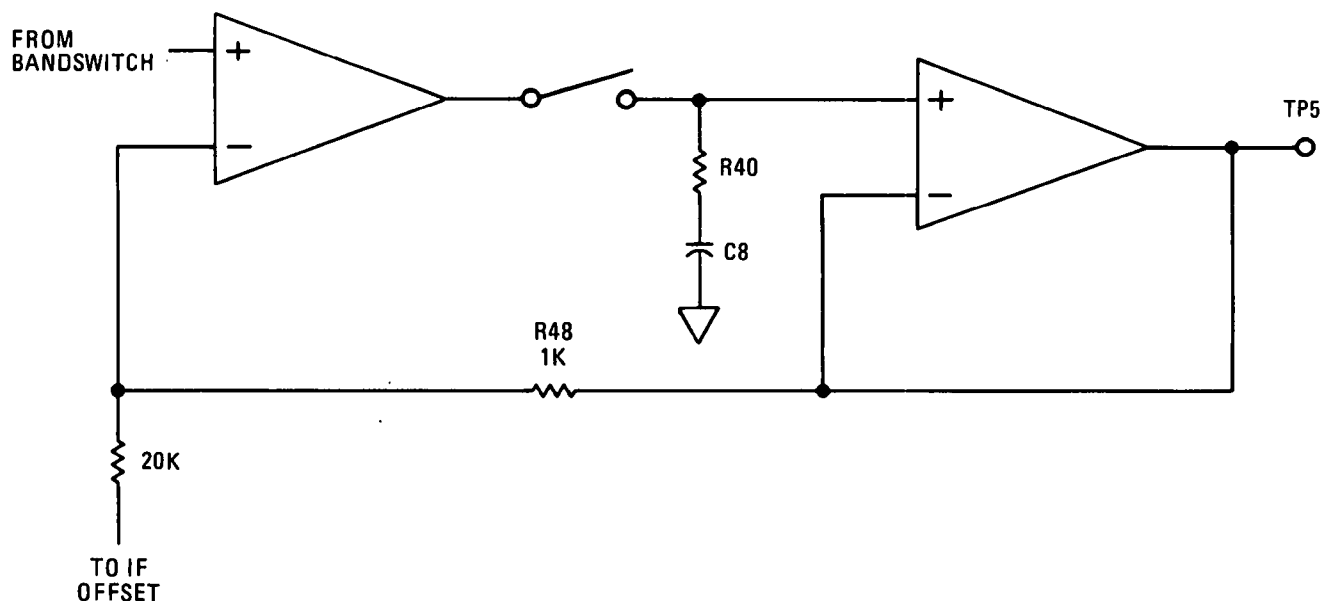 FROM
BANDSWITCH
+
−
+
−
TP5
R40
C8
R48
1K
20K
TO IF
OFFSET